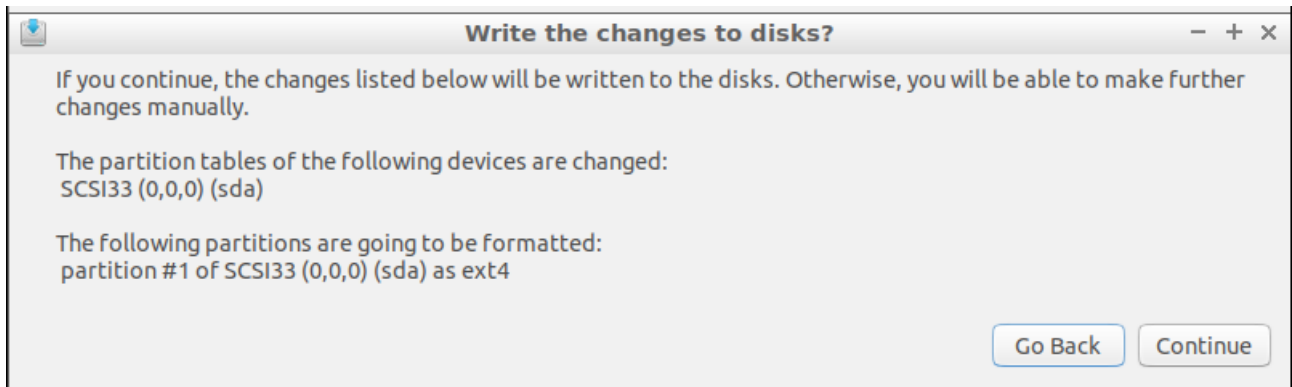 Write the changes to disks?
If you continue, the changes listed below will be written to the disks. Otherwise, you will be able to make further
changes manually.
The partition tables of the following devices are changed:
SCSI33 (0,0,0) (sda)
The following partitions are going to be formatted:
partition #1 of SCSI33 (0,0,0) (sda) as ext4
Go Back Continue